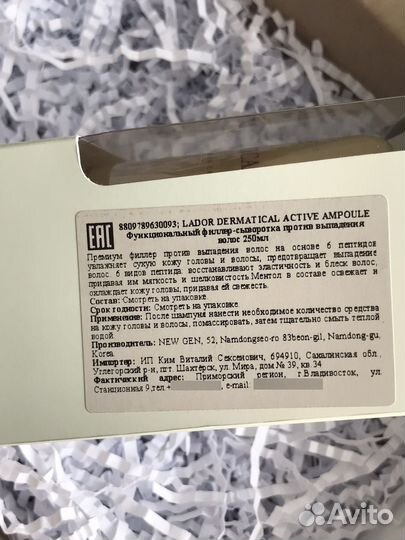 8809789630093; LADOR DERMATICAL ACTIVE AMPOULE
EAC
Функциональный филлер-сыворотка против выпадения
волос 250мл
Премиум филлер против выпадения волос на основе 6 пептидов
увлажняет сухую кожу головы и волосы, предотвращает выпадение
волос 6 видов пептида восстанавливают эластичность и блеск волос,
придавая им мягкость и шелковистость.Ментол в составе освежает и
охлаждает кожу головы, придавая ей свежесть.
Состав: Смотреть на упаковке
Срок годности: Смотреть на упаковке.
Применение: После шампуня нанести необходимое количество средства
на кожу головы и волосы, помассировать, затем тщательно смыть теплой
водой.
Производитель: NEW GEN, 52, Namdongseo-ro 83beon-gil, Namdong-gu,
Korea
Импортер: ИП Ким Виталий Сексенович, 694910, Сахалинская обл.,
Углегорский р-н, пгт. Шахтерск, ул. Мира, дом № 39, кв 34
Фактический адрес: Приморский регион, г.Владивосток, ул.
Станционная 9,тел.+ , e-mail:
Avito